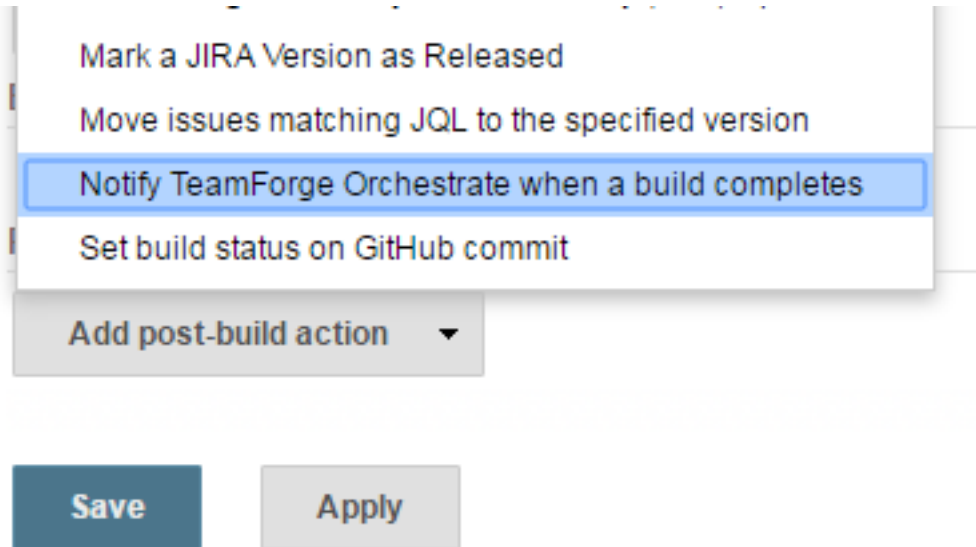 Mark a JIRA Version as Released
Move issues matching JQL to the specified version
Notify TeamForge Orchestrate when a build completes
Set build status on GitHub commit
Add post-build action
Save
Apply